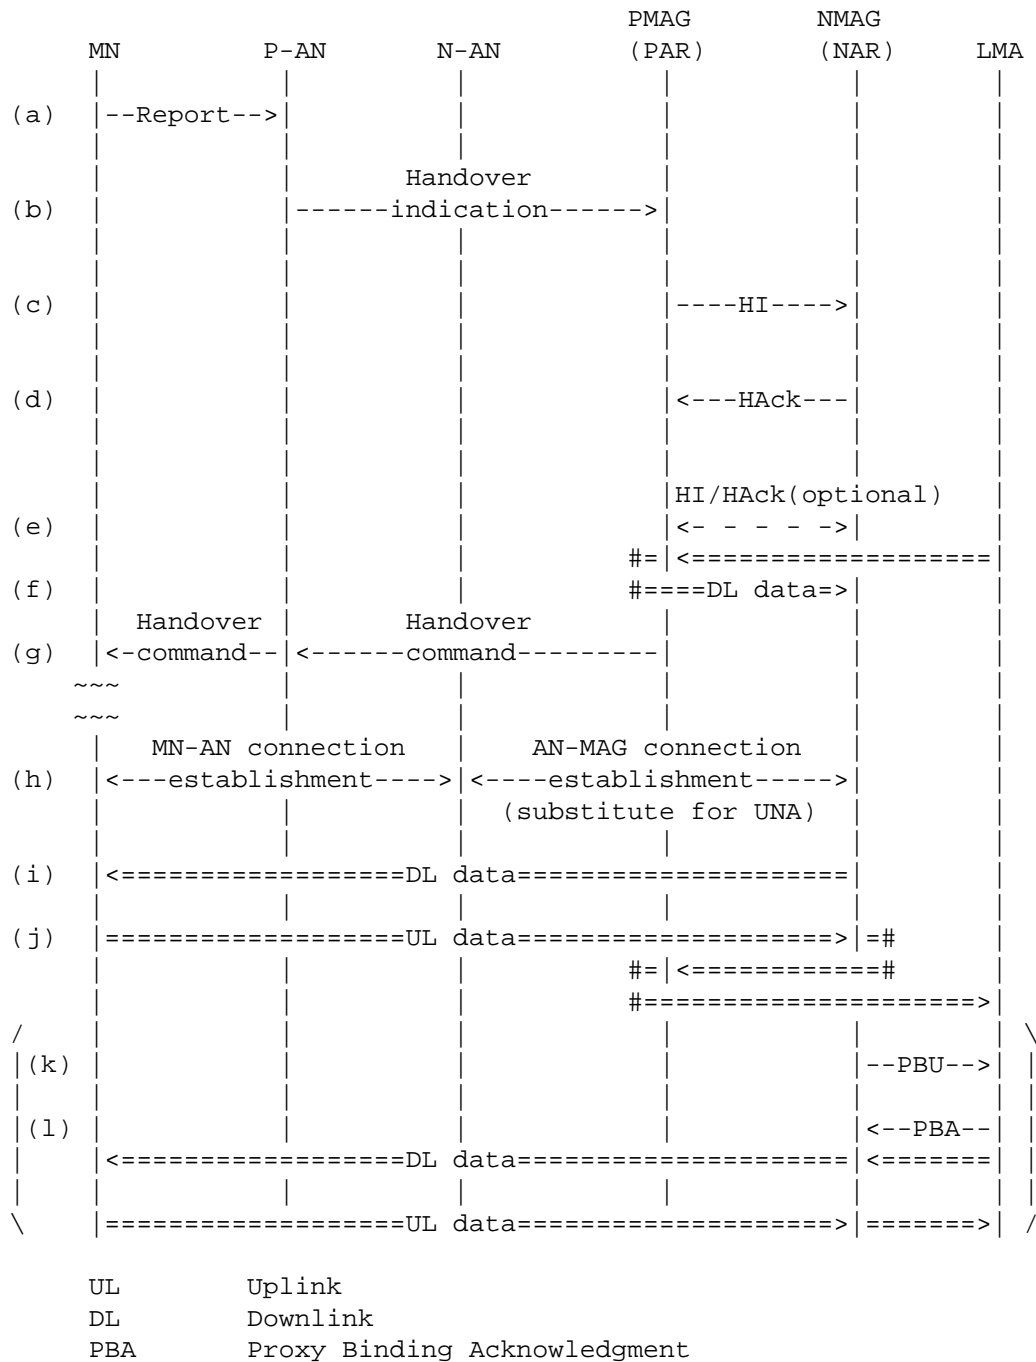 PMAG NMAG
MN P-AN N-AN (PAR) (NAR) LMA
(a) |--Report-->|
Handover
(b) |------indication------>|
(c) |----HI---->|
(d) |<---HAck---|
HI/HAck(optional)
(e) |<- - - - ->|
#=|<===================|
(f) #====DL data=>|
Handover Handover
(g) |<-command--|<------command---------|
~~~
~~~
MN-AN connection AN-MAG connection
(h) |<---establishment---->|<----establishment----->|
(substitute for UNA)
(i) |<==================DL data=====================|
(j) |===================UL data====================>|=#
#=|<============#
#=====================>|
/ \
|(k) |--PBU-->| |
|(l) |<--PBA--| |
|<==================DL data=====================|<=======|
\ |===================UL data====================>|=======>| /
UL Uplink
DL Downlink
PBA Proxy Binding Acknowledgment